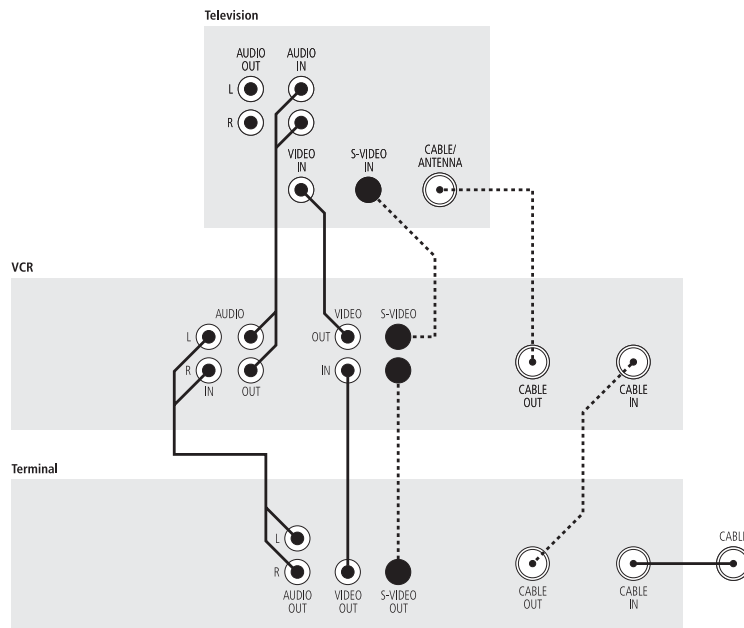 Television
AUDIO OUT
AUDIO IN
L
R
VIDEO IN
S-VIDEO IN
CABLE/ ANTENNA
VCR
AUDIO
VIDEO
S-VIDEO
L
OUT
R
IN
IN
OUT
CABLE OUT
CABLE IN
Terminal
L
R
AUDIO OUT
VIDEO OUT
S-VIDEO OUT
CABLE OUT
CABLE IN
CABLE